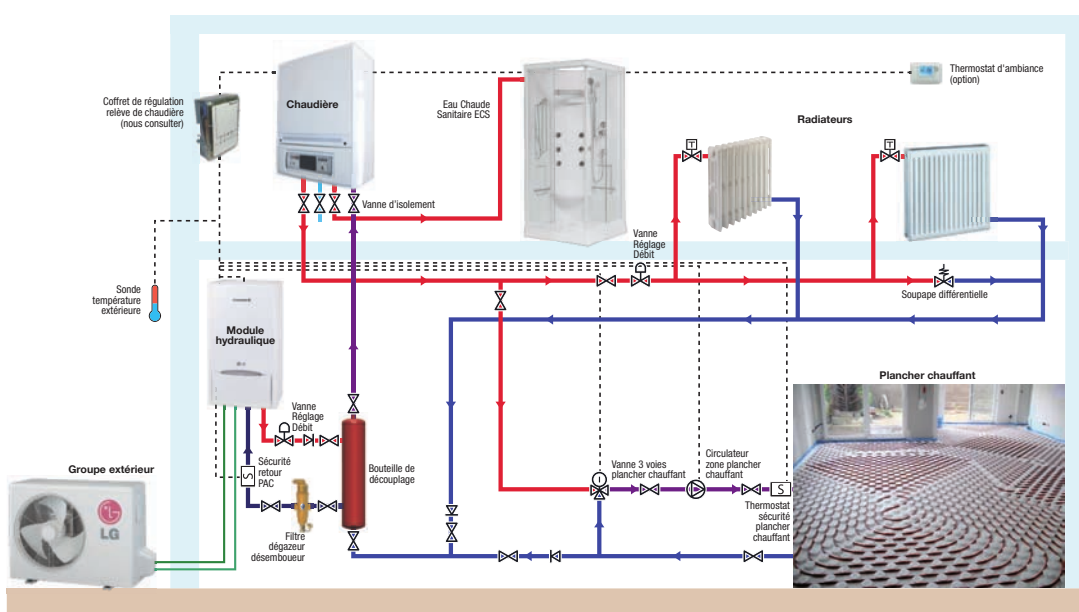 Coffret de régulation
relève de chaudière
(nous consulter)
Chaudière
Eau Chaude
Sanitaire ECS
Thermostat d'ambiance
(option)
Radiateurs
T
T
Vanne d'isolement
Vanne
Réglage
Débit
Soupape différentielle
Sonde
température
extérieure
Module
hydraulique
LG
Plancher chauffant
Vanne
Réglage
Débit
Bouteille de
découplage
Sécurité
retour
PAC
S
Filtre
dégazeur
désemboueur
Vanne 3 voies
plancher chauffant
Circulateur
zone plancher
chauffant
S
Thermostat
sécurité
plancher
chauffant
Groupe extérieur
LG